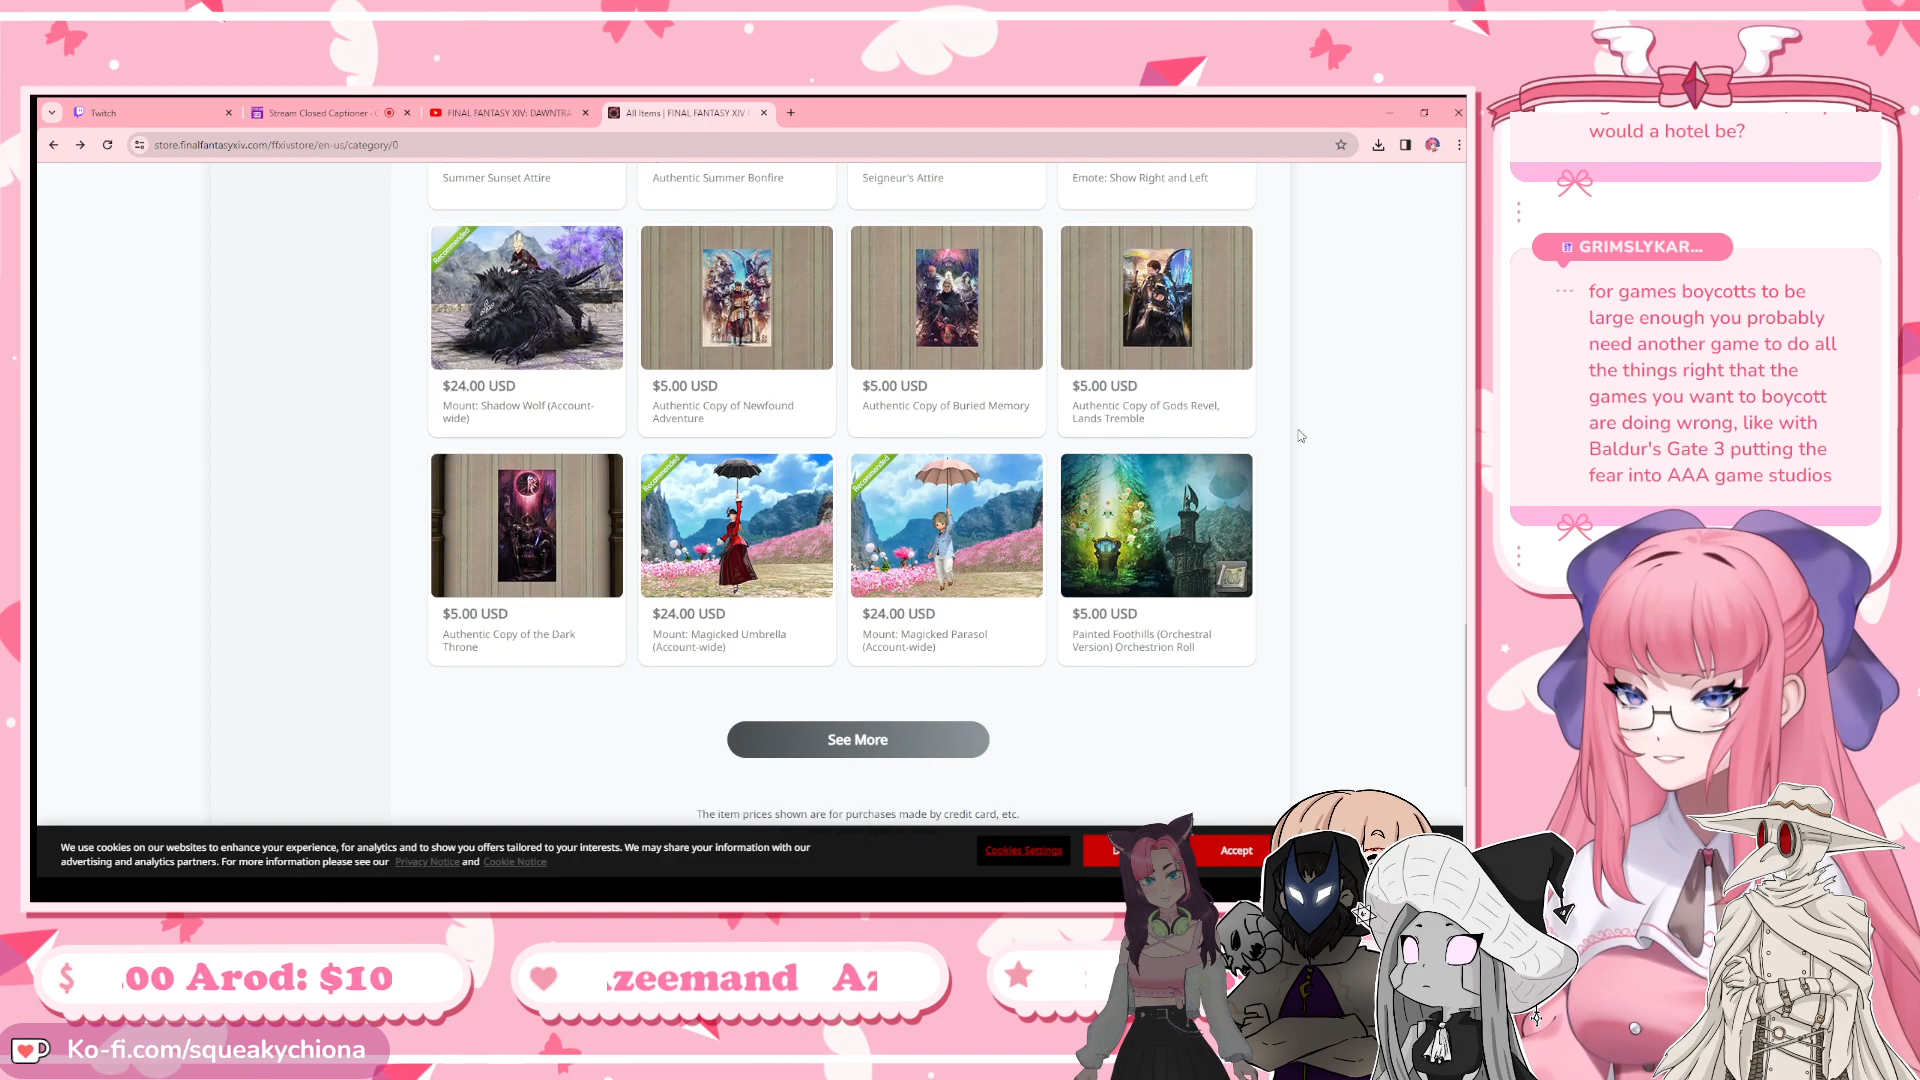 Twitch
Stream Closed Captioner - C
FINAL FANTASY XIV: DAWNTRA
All Items | FINAL FANTASY XIV (
store.finalfantasyxiv.com/ffxivstore/en-us/category/0
Summer Sunset Attire
Authentic Summer Bonfire
Seigneur's Attire
Emote: Show Right and Left
Recommended
$24.00 USD
Mount: Shadow Wolf (Account-
wide)
$5.00 USD
Authentic Copy of Newfound
Adventure
$5.00 USD
Authentic Copy of Buried Memory
$5.00 USD
Authentic Copy of Gods Revel,
Lands Tremble
$5.00 USD
Authentic Copy of the Dark
Throne
Recommended
$24.00 USD
Mount: Magicked Umbrella
(Account-wide)
Recommended
$24.00 USD
Mount: Magicked Parasol
(Account-wide)
$5.00 USD
Painted Foothills (Orchestral
Version) Orchestrion Roll
See More
The item prices shown are for purchases made by credit card, etc.
We use cookies on our websites to enhance your experience, for analytics and to show you offers tailored to your interests. We may share your information with our
advertising and analytics partners. For more information please see our Privacy Notice and Cookie Notice
Cookies Settings
Accept
would a hotel be?
GRIMSLYKAR...
for games boycotts to be
large enough you probably
need another game to do all
the things right that the
games you want to boycott
are doing wrong, like with
Baldur's Gate 3 putting the
fear into AAA game studios
$ .00 Arod: $10
zeemand Az
Ko-fi.com/squeakychiona